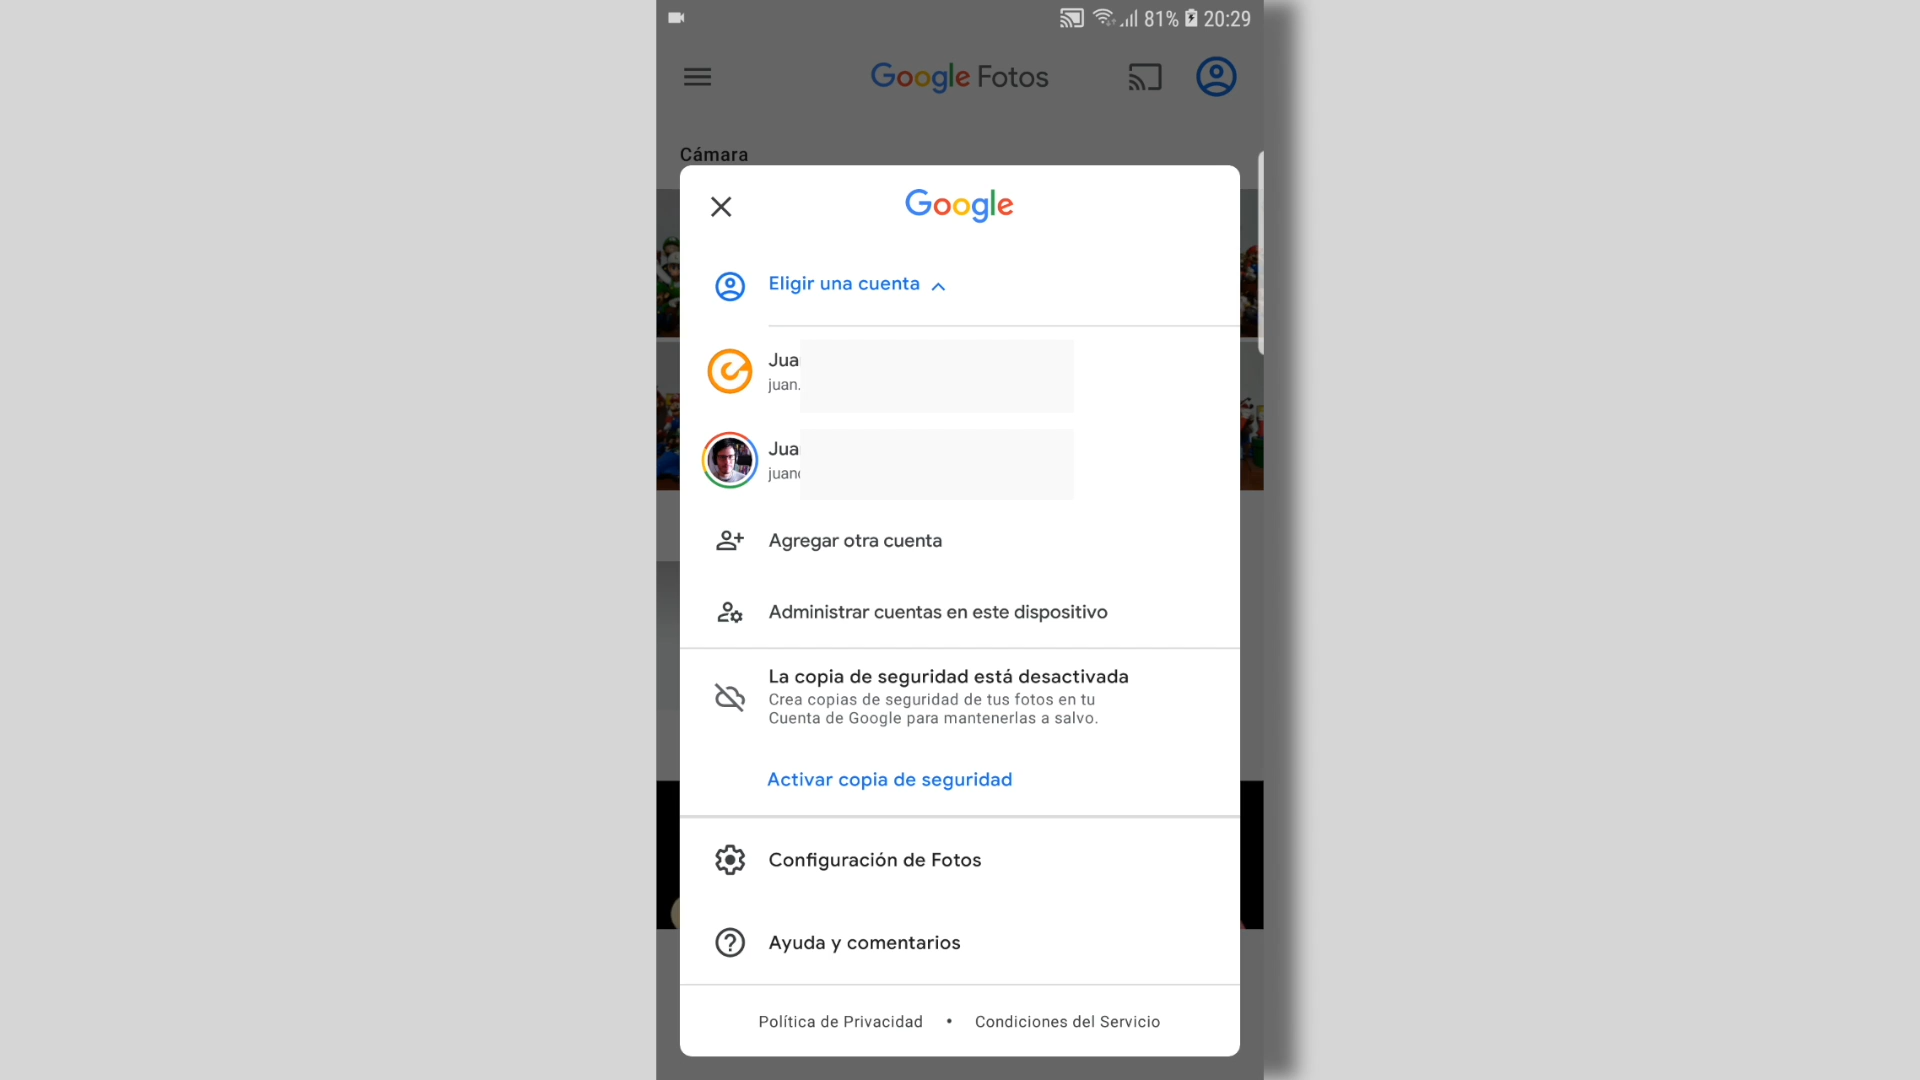 81% 20:29
Google Fotos
Cámara
Google
Eligir una cuenta
Jua
juan.
Jua
juan
Agregar otra cuenta
Administrar cuentas en este dispositivo
La copia de seguridad está desactivada
Crea copias de seguridad de tus fotos en tu
Cuenta de Google para mantenerlas a salvo.
Activar copia de seguridad
Configuración de Fotos
Ayuda y comentarios
Política de Privacidad • Condiciones del Servicio